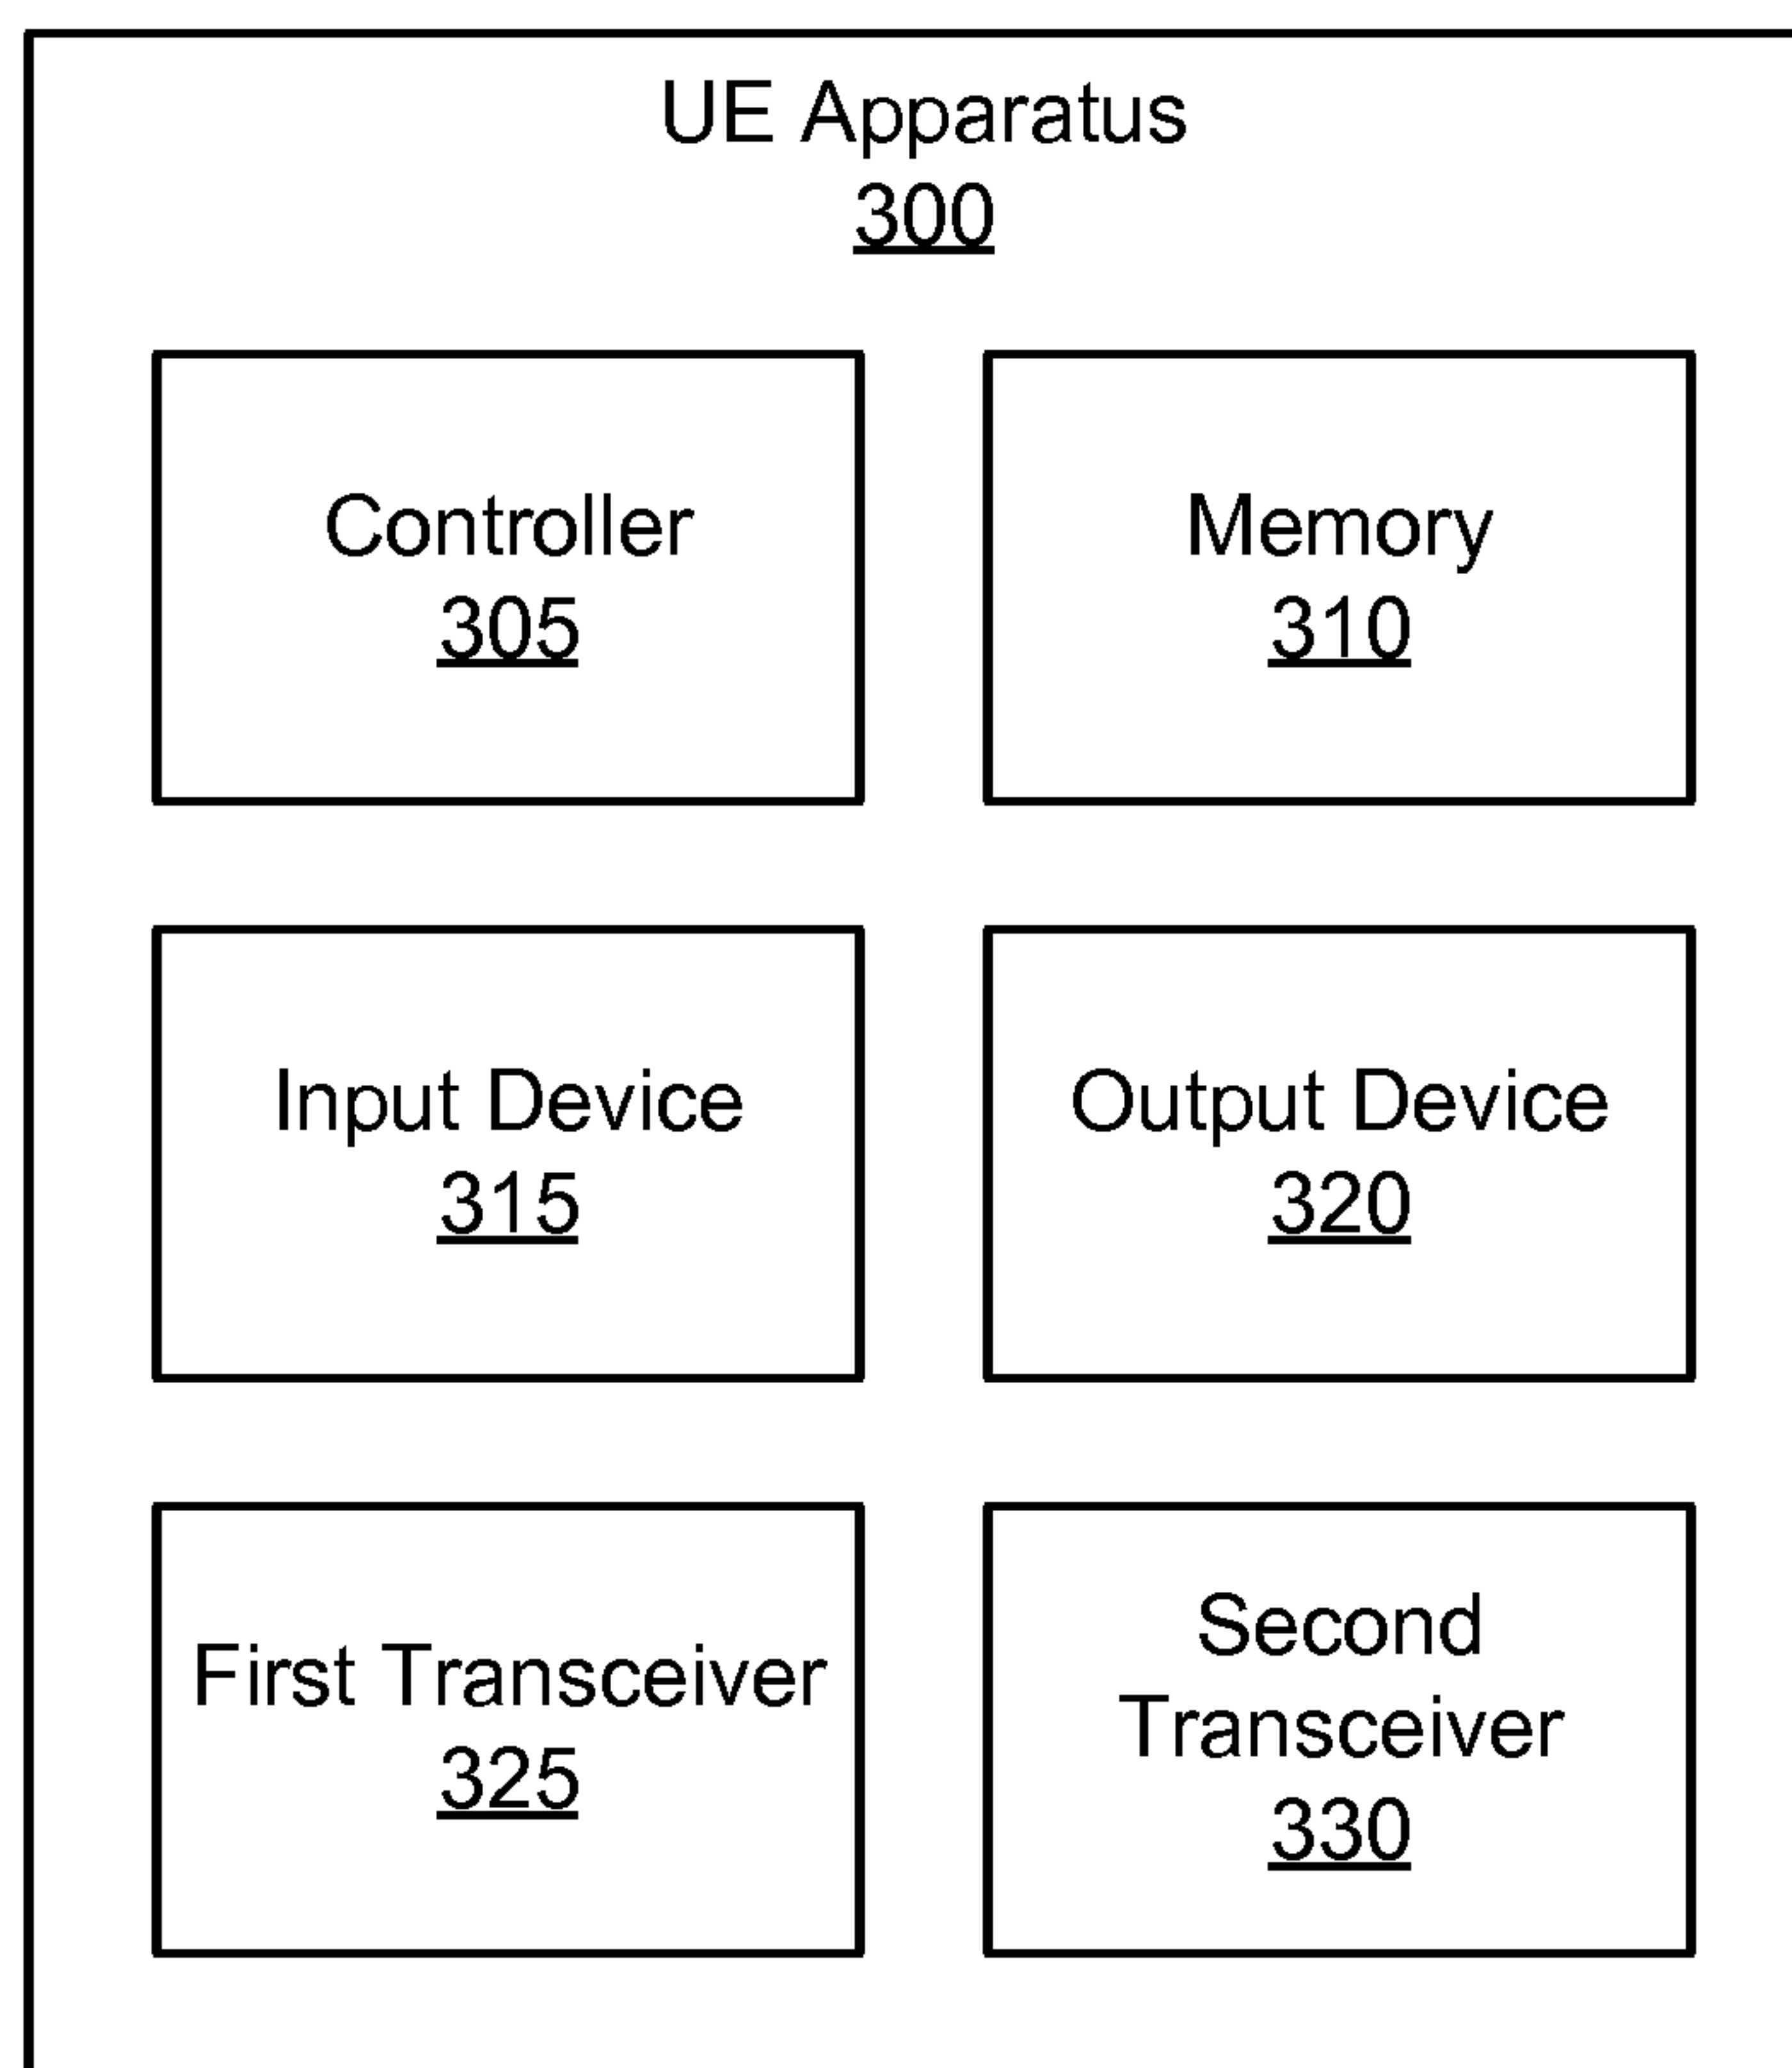 UE Apparatus
300
Controller
305
Memory
310
Input Device
315
Output Device
320
First Transceiver
325
Second
Transceiver
330